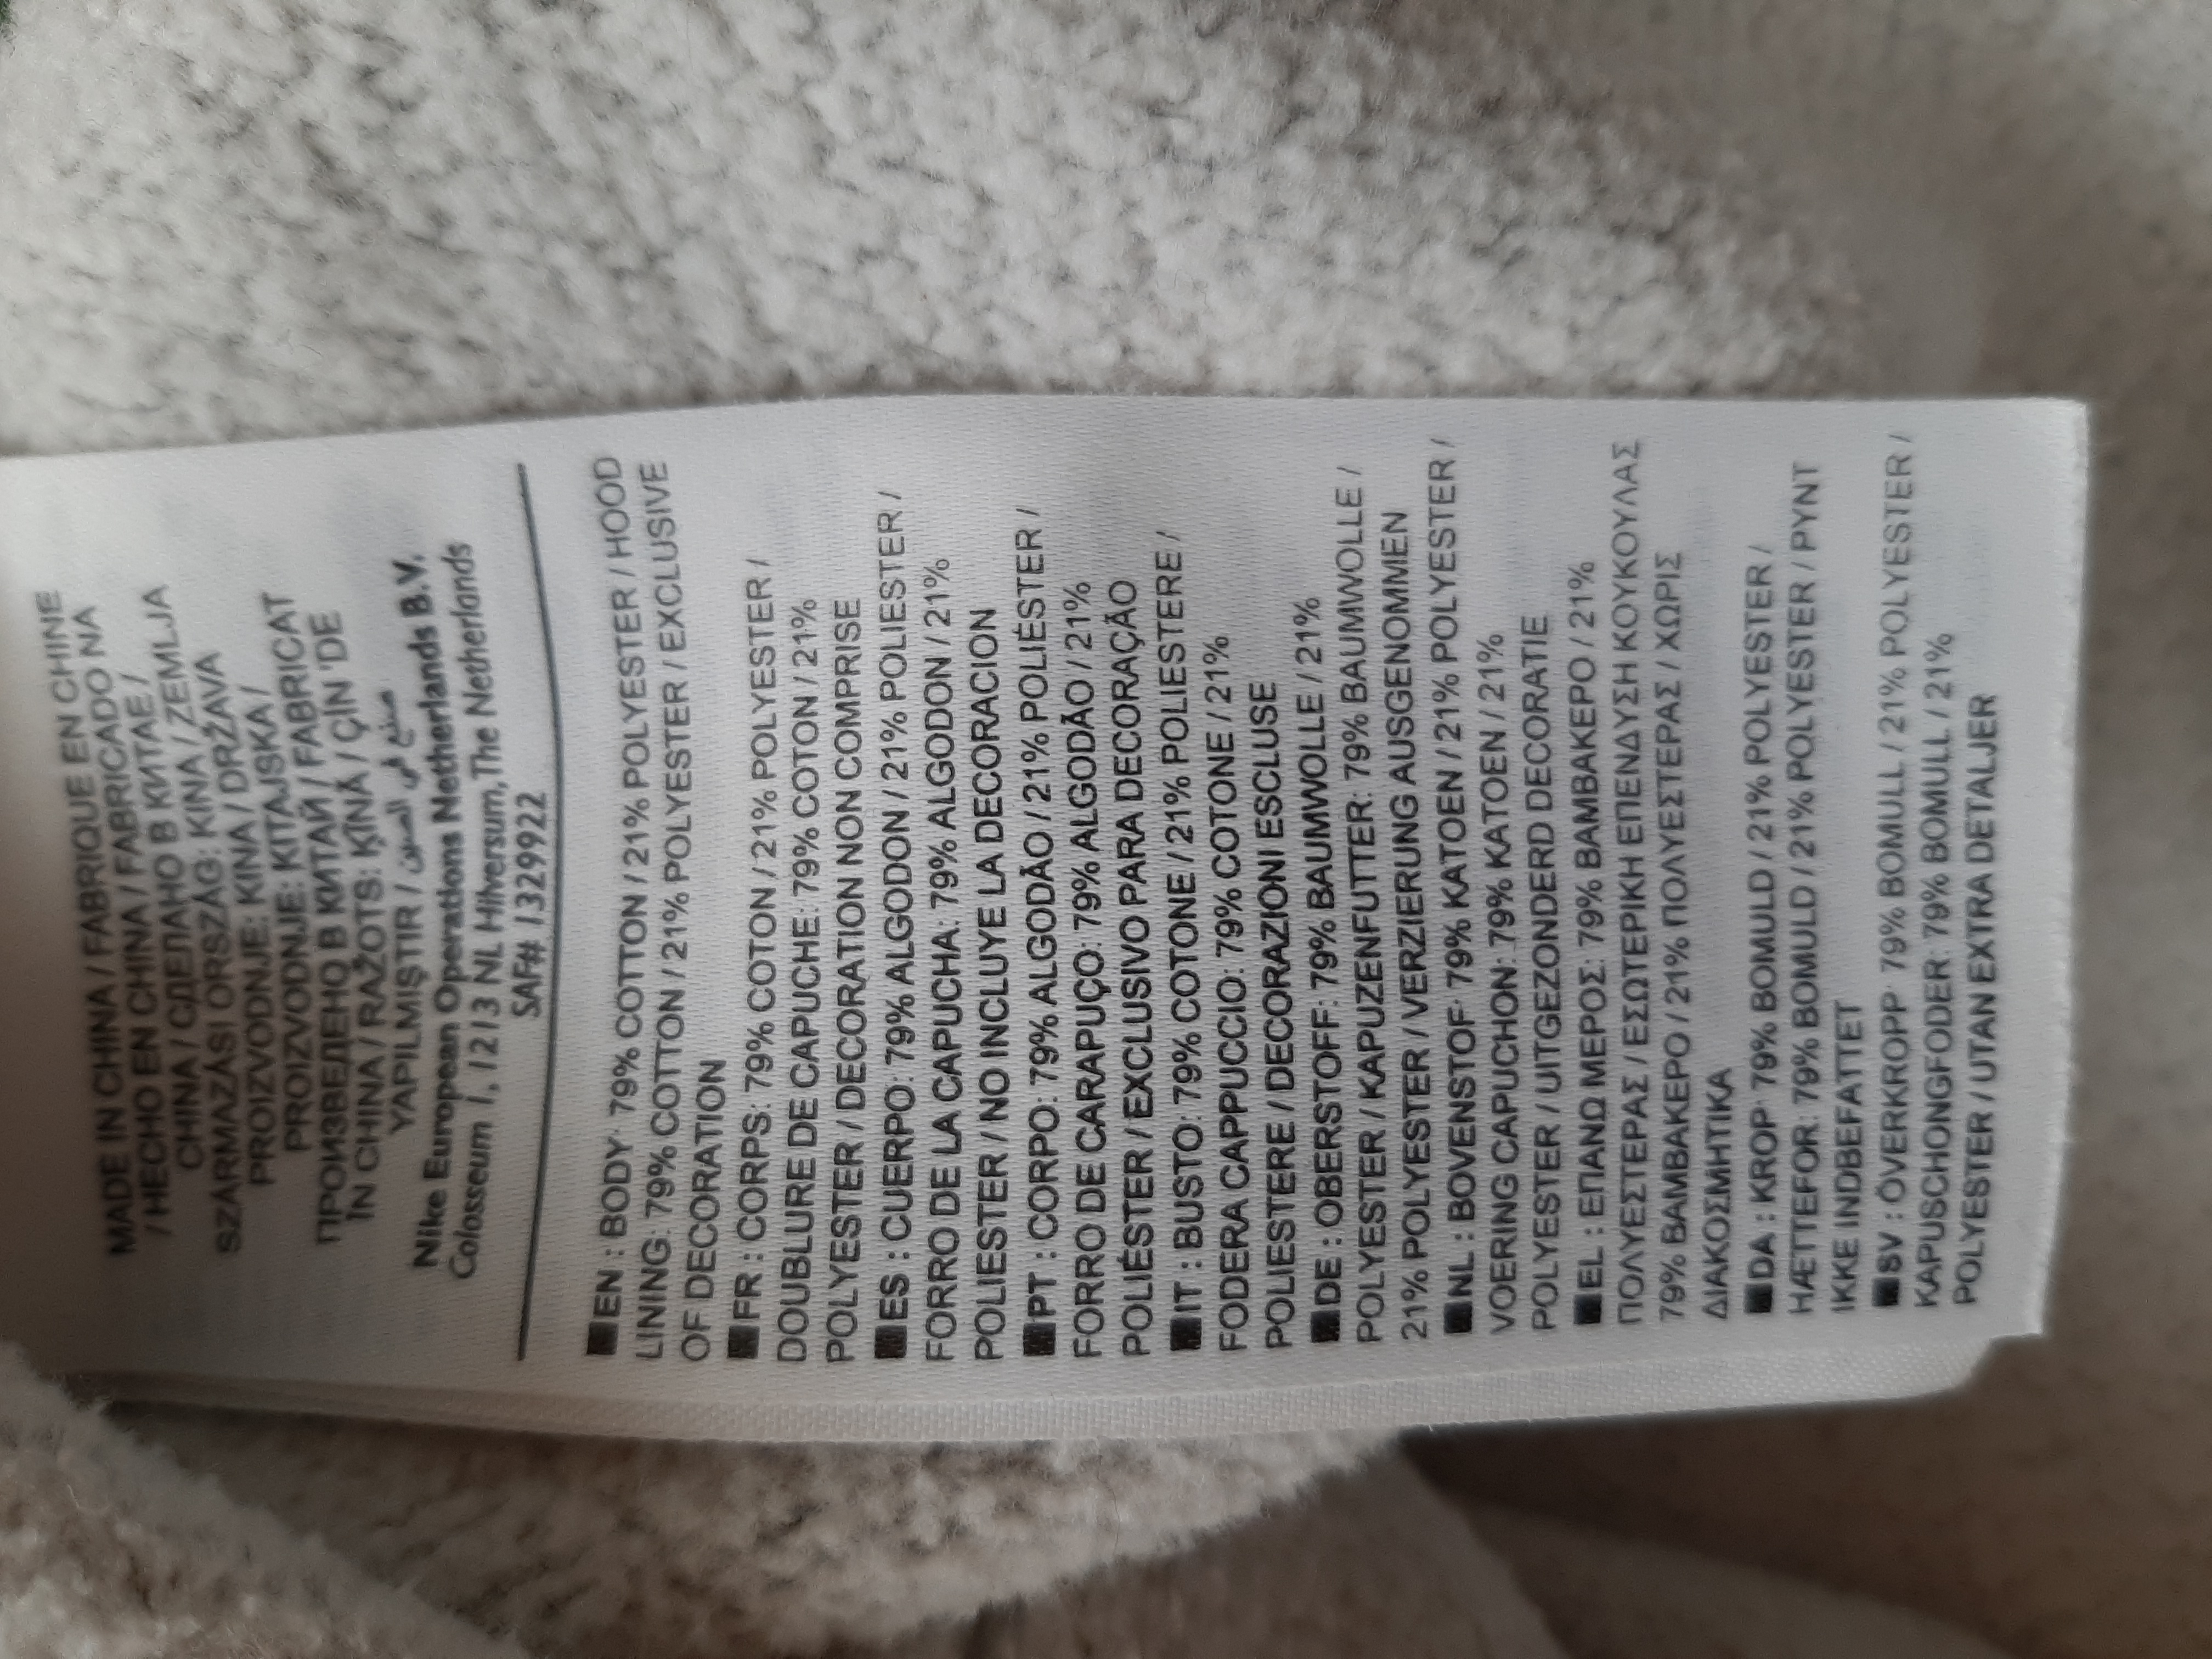 MADE IN CHINA / FABRIQUE EN CHINE
/ HECHO EN CHINA / FABRICADO NA
CHINA / СДЕЛАНО В КИТАЕ /
SZÁRMAZÁSI ORSZÁG: KÍNA / ZEMLJA
PROIZVODNJE: KINA / DRŽAVA
PROIZVODNJE: KITAJSKA /
ПРОИЗВЕДЕНО В КИТАЙ / FABRICAT
ÎN CHINA / RAŽOTS: ĶĪNĀ / ÇİN 'DE
YAPILMIŞTIR / صنع في الصين
Nike European Operations Netherlands B.V.
Colosseum 1, 1213 NL Hilversum, The Netherlands
SAF# 1329922
EN : BODY: 79% COTTON / 21% POLYESTER / HOOD
LINING: 79% COTTON / 21% POLYESTER / EXCLUSIVE
OF DECORATION
FR : CORPS: 79% COTON / 21% POLYESTER /
DOUBLURE DE CAPUCHE: 79% COTON / 21%
POLYESTER / DECORATION NON COMPRISE
ES : CUERPO: 79% ALGODON / 21% POLIESTER /
FORRO DE LA CAPUCHA: 79% ALGODON / 21%
POLIESTER / NO INCLUYE LA DECORACION
PT : CORPO: 79% ALGODÃO / 21% POLIÉSTER /
FORRO DE CARAPUÇO: 79% ALGODÃO / 21%
POLIÉSTER / EXCLUSIVO PARA DECORAÇÃO
IT : BUSTO: 79% COTONE / 21% POLIESTERE /
FODERA CAPPUCCIO: 79% COTONE / 21%
POLIESTERE / DECORAZIONI ESCLUSE
DE : OBERSTOFF: 79% BAUMWOLLE / 21%
POLYESTER / KAPUZENFUTTER: 79% BAUMWOLLE /
21% POLYESTER / VERZIERUNG AUSGENOMMEN
NL : BOVENSTOF: 79% KATOEN / 21% POLYESTER /
VOERING CAPUCHON: 79% KATOEN / 21%
POLYESTER / UITGEZONDERD DECORATIE
EL : ΕΠΑΝΩ ΜΕΡΟΣ: 79% ΒΑΜΒΑΚΕΡΟ / 21%
ΠΟΛΥΕΣΤΕΡΑΣ / ΕΣΩΤΕΡΙΚΗ ΕΠΕΝΔΥΣΗ ΚΟΥΚΟΥΛΑΣ
79% ΒΑΜΒΑΚΕΡΟ / 21% ΠΟΛΥΕΣΤΕΡΑΣ / ΧΩΡΙΣ
ΔΙΑΚΟΣΜΗΤΙΚΑ
DA : KROP: 79% BOMULD / 21% POLYESTER /
HÆTTEFOR: 79% BOMULD / 21% POLYESTER / PYNT
IKKE INDBEFATTET
SV : ÖVERKROPP: 79% BOMULL / 21% POLYESTER /
KAPUSCHONGFODER: 79% BOMULL / 21%
POLYESTER / UTAN EXTRA DETALJER